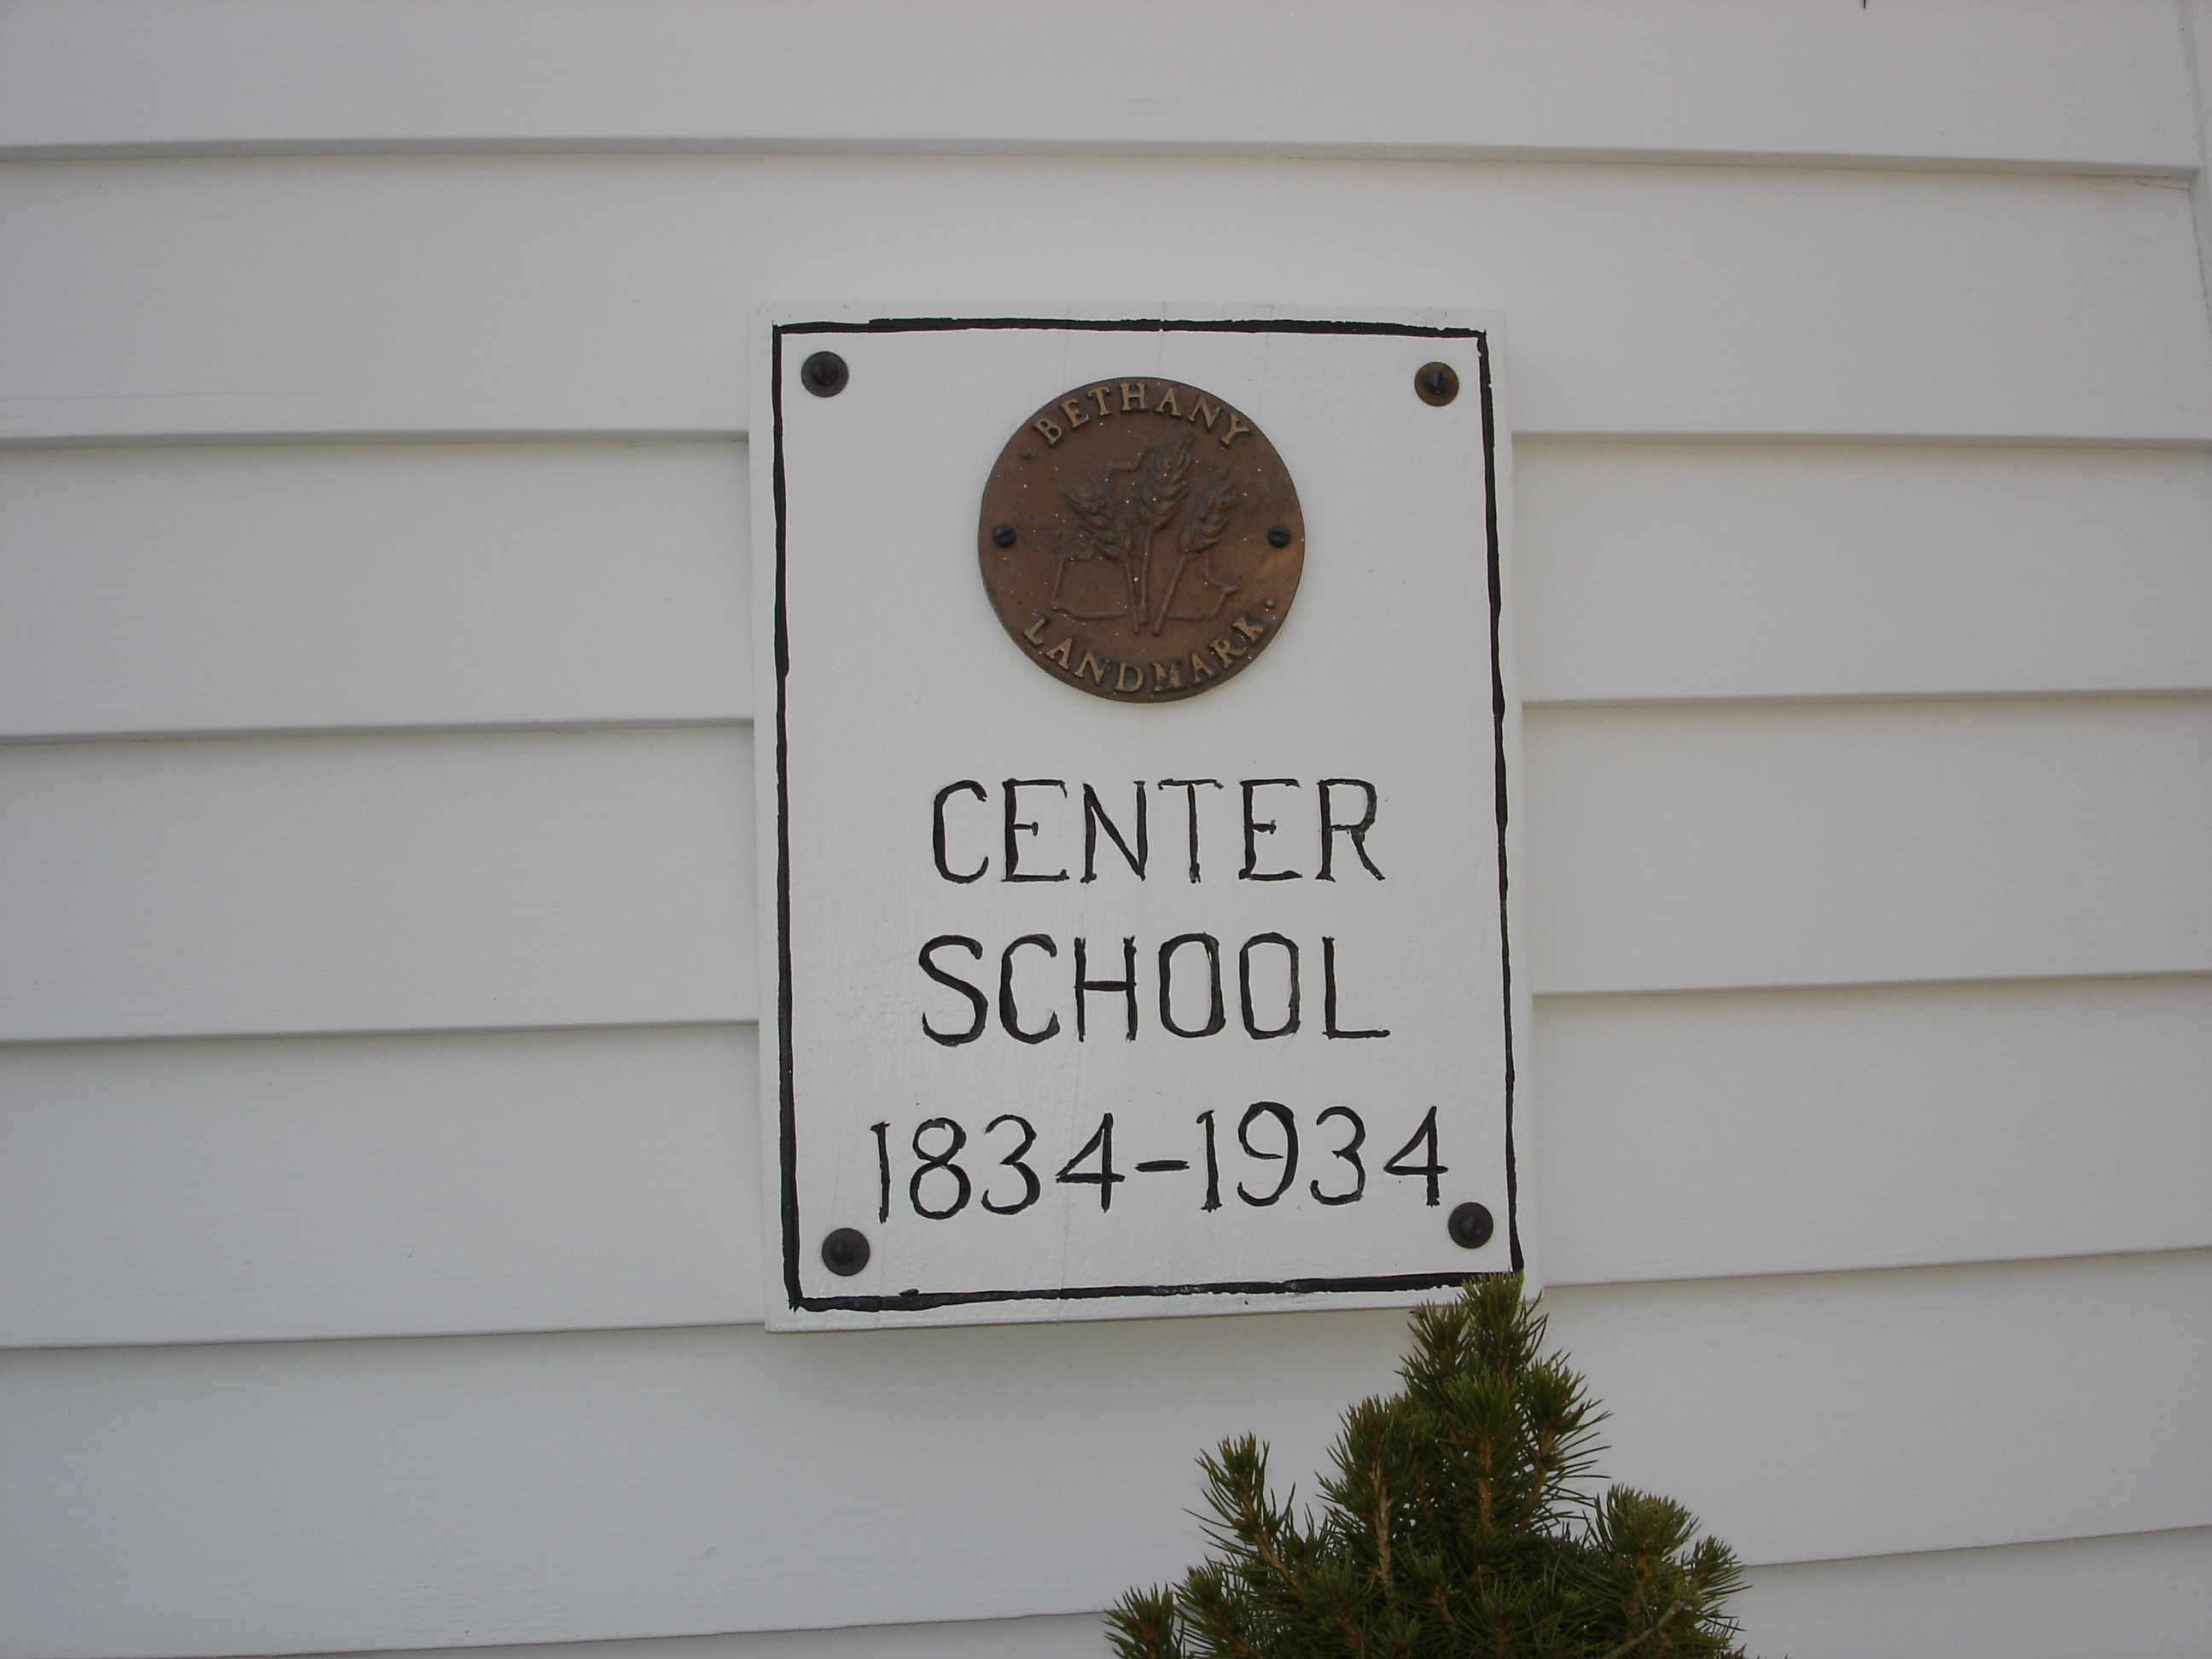 BETHANY
LANDMARK
CENTER
SCHOOL
1834-1934